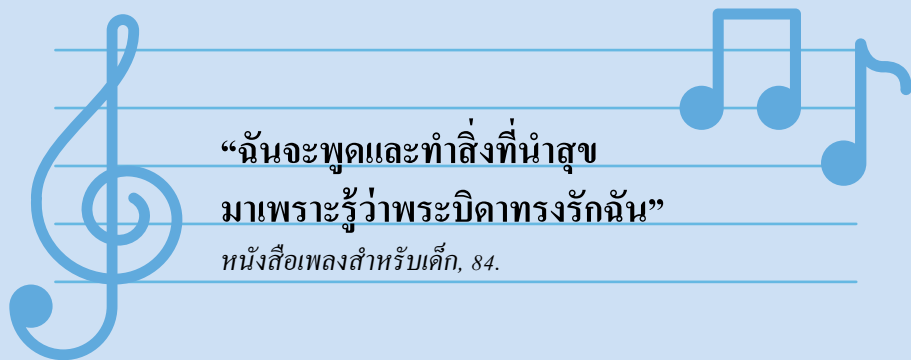 “ฉันจะพูดและทำสิ่งที่นำสุข
มาเพราะรู้ว่าพระบิดาทรงรักฉัน”
หนังสือเพลงสำหรับเด็ก, 84.